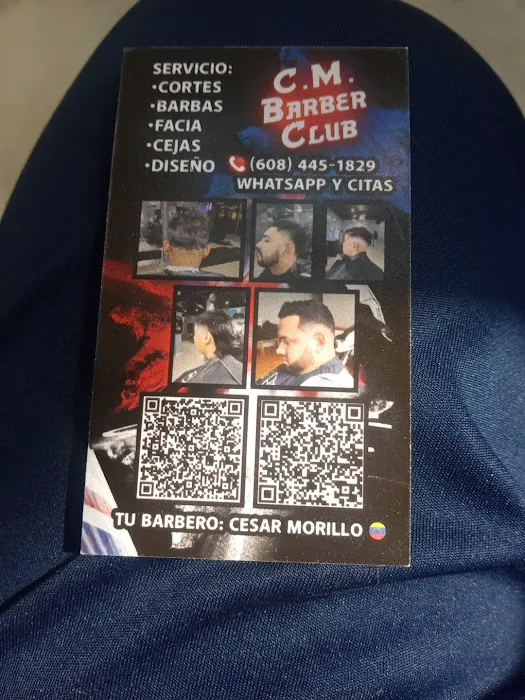 SERVICIO:
•CORTES
•BARBAS
•FACIA
•CEJAS
•DISEÑO
C.M.
BARBER
CLUB
(608) 445-1829
WHATSAPP Y CITAS
TU BARBERO: CESAR MORILLO